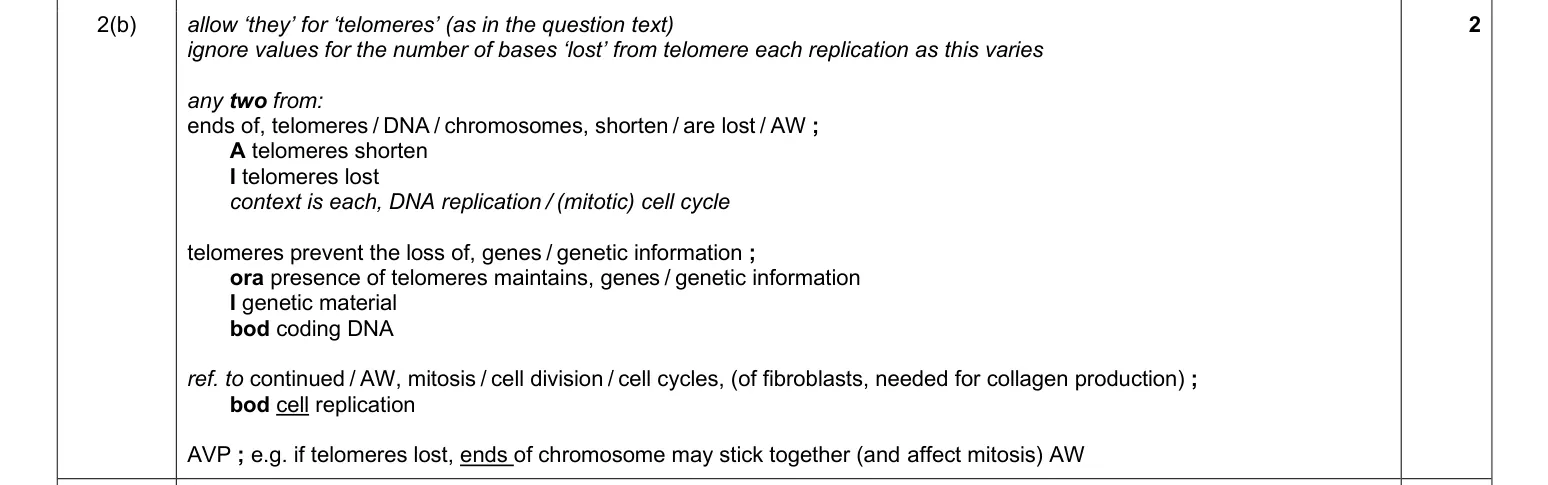 2(b)
allow ‘they’ for ‘telomeres’ (as in the question text)
2
ignore values for the number of bases ‘lost’ from telomere each replication as this varies
any two from:
ends of, telomeres / DNA / chromosomes, shorten / are lost / AW ;
A telomeres shorten
I telomeres lost
context is each, DNA replication / (mitotic) cell cycle
telomeres prevent the loss of, genes / genetic information ;
ora presence of telomeres maintains, genes / genetic information
I genetic material
bod coding DNA
ref. to continued / AW, mitosis / cell division / cell cycles, (of fibroblasts, needed for collagen production) ;
bod cell replication
AVP ; e.g. if telomeres lost, ends of chromosome may stick together (and affect mitosis) AW